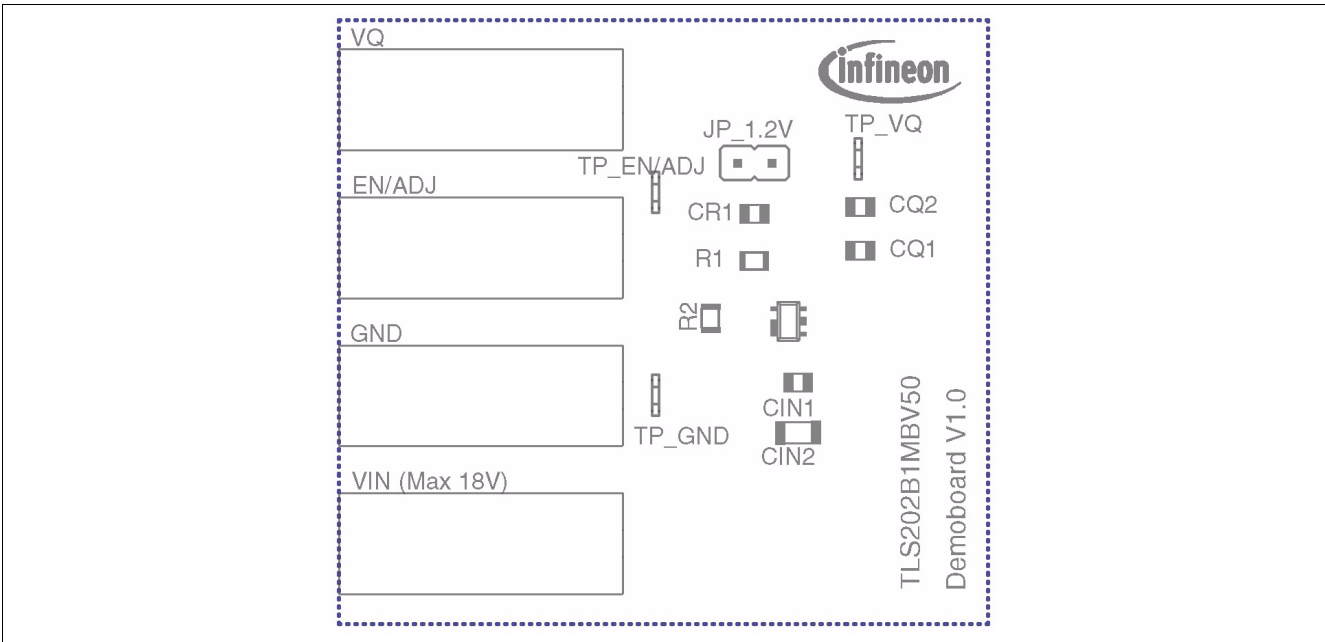 VQ
infineon
JP_1.2V
TP_VQ
TP_EN/ADJ
EN/ADJ
CR1
CQ2
R1
CQ1
R2
GND
CIN1
TP_GND
CIN2
VIN (Max 18V)
TLS202B1MBV50
Demoboard V1.0